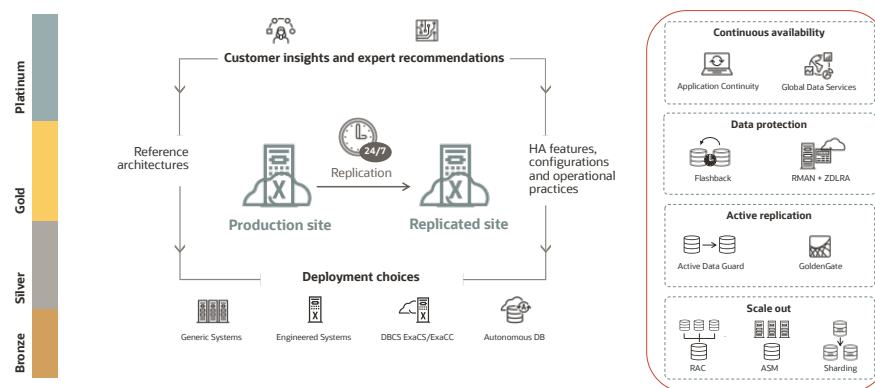 Platinum
Gold
Silver
Bronze
Customer insights and expert recommendations
Reference
architectures
24/7
Replication
HA features,
configurations
and operational
practices
X
X
Production site
Replicated site
Deployment choices
Generic Systems
Engineered Systems
DBCS ExaCS/ExaCC
Autonomous DB
Continuous availability
Application Continuity
Global Data Services
Data protection
Flashback
RMAN + ZDLRA
Active replication
Active Data Guard
GoldenGate
Scale out
RAC
ASM
Sharding